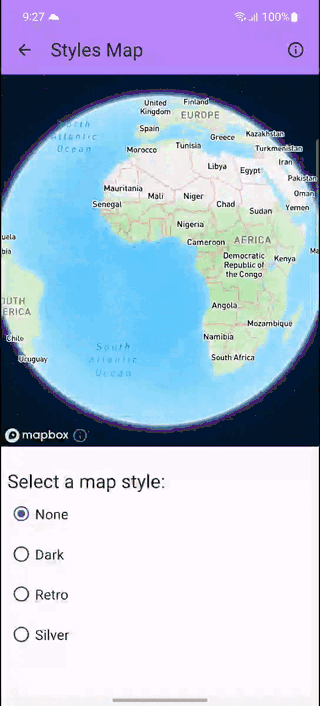 9:27
100%
Styles Map
United Kingdom
Finland
EUROPE
North Atlantic Ocean
Spain
Greece
Kazakhstan
Turkmenistan
Morocco
Tunisia
Iran
Libya
Egypt
Pakistan
Mauritania
Mali
Niger
Oman
Senegal
Chad
Sudan
Yemen
Nigeria
uela
Cameroon
AFRICA
bia
Democratic Republic of the Congo
Kenya
Ma
OUTH
ERICA
Angola
Mozambique
Chile
Namibia
South Atlantic Ocean
Uruguay
South Africa
mapbox
Select a map style:
None
Dark
Retro
Silver